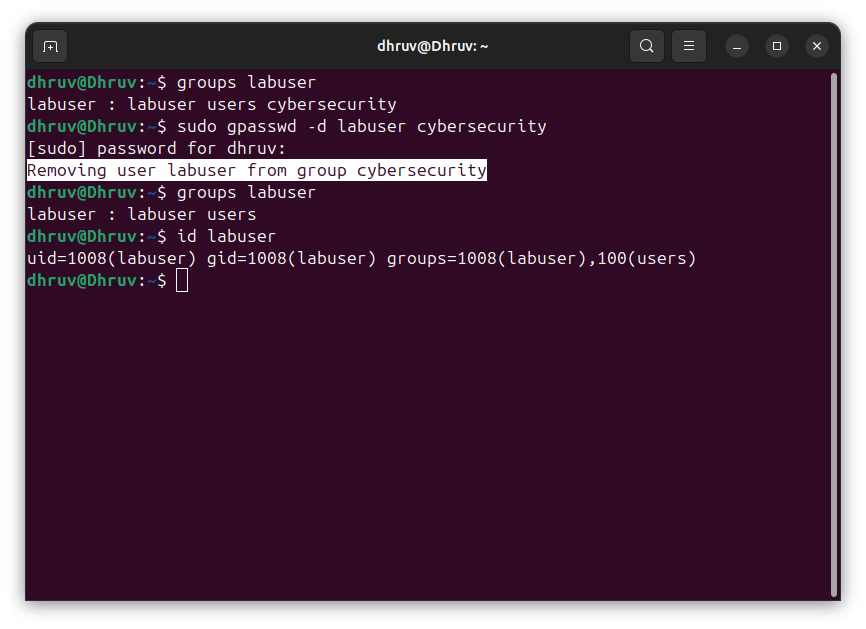 dhruv@Dhruv: ~
dhruv@Dhruv:~$ groups labuser
labuser : labuser users cybersecurity
dhruv@Dhruv:~$ sudo gpasswd -d labuser cybersecurity
[sudo] password for dhruv:
Removing user labuser from group cybersecurity
dhruv@Dhruv:~$ groups labuser
labuser : labuser users
dhruv@Dhruv:~$ id labuser
uid=1008(labuser) gid=1008(labuser) groups=1008(labuser),100(users)
dhruv@Dhruv:~$